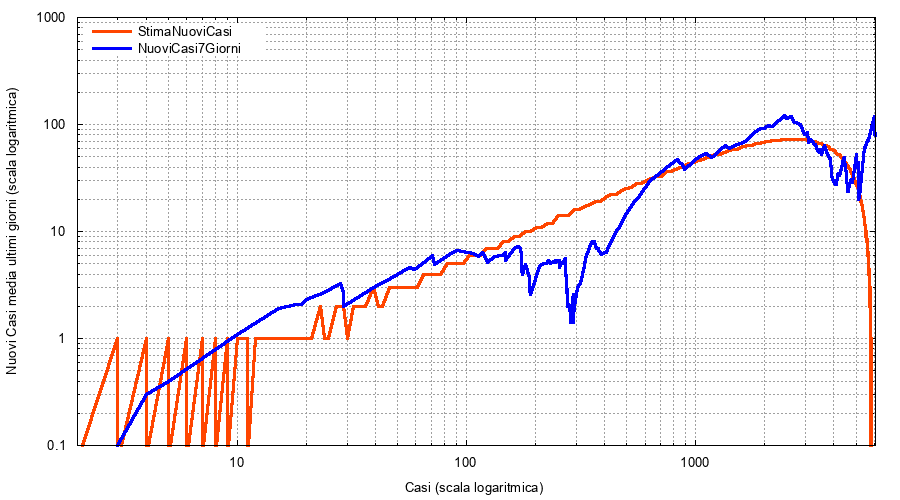 1000
StimaNuoviCasi
NuoviCasi7Giorni
100
10
1
0.1
10 100 1000
Nuovi Casi media ultimi giorni (scala logaritmica)
Casi (scala logaritmica)